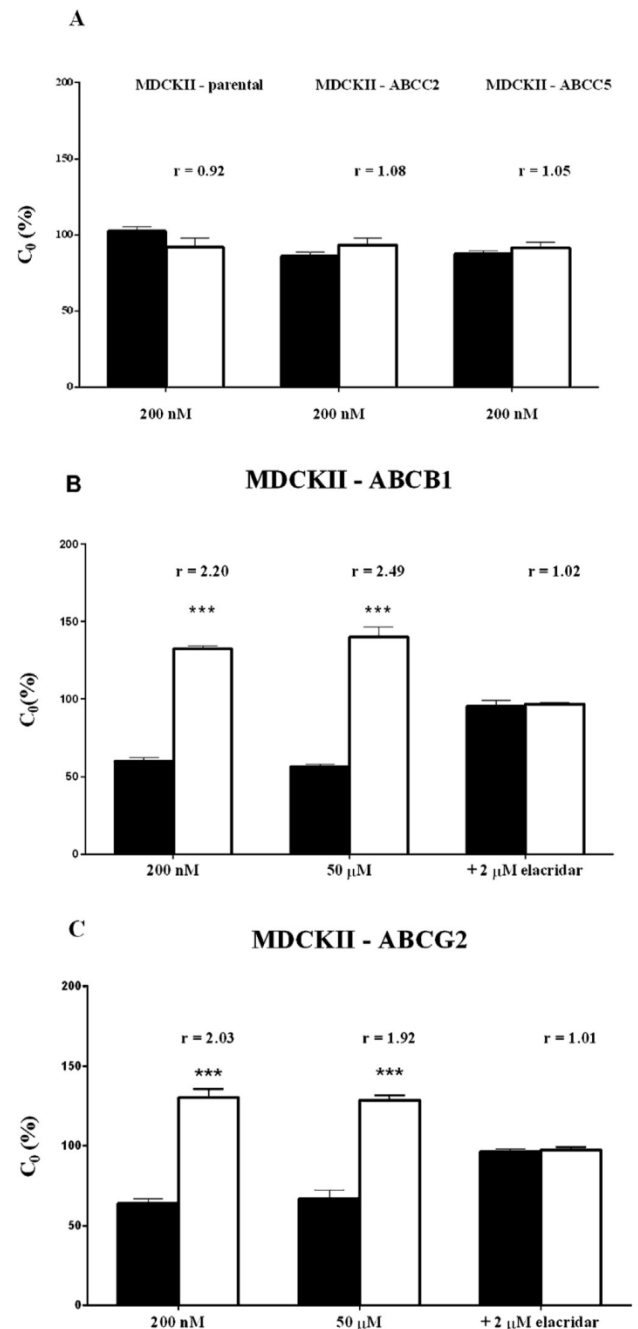 A
MDCKII - parental MDCKII - ABCC2 MDCKII - ABCC5
r = 0.92 r = 1.08 r = 1.05
C₀ (%)
200
150
100
50
0
200 nM 200 nM 200 nM
B MDCKII - ABCB1
r = 2.20 r = 2.49 r = 1.02
*** ***
C₀(%)
200
150
100
50
0
200 nM 50 μM + 2 μM elacridar
C MDCKII - ABCG2
r = 2.03 r = 1.92 r = 1.01
*** ***
C₀ (%)
200
150
100
50
0
200 nM 50 μM + 2 μM elacridar